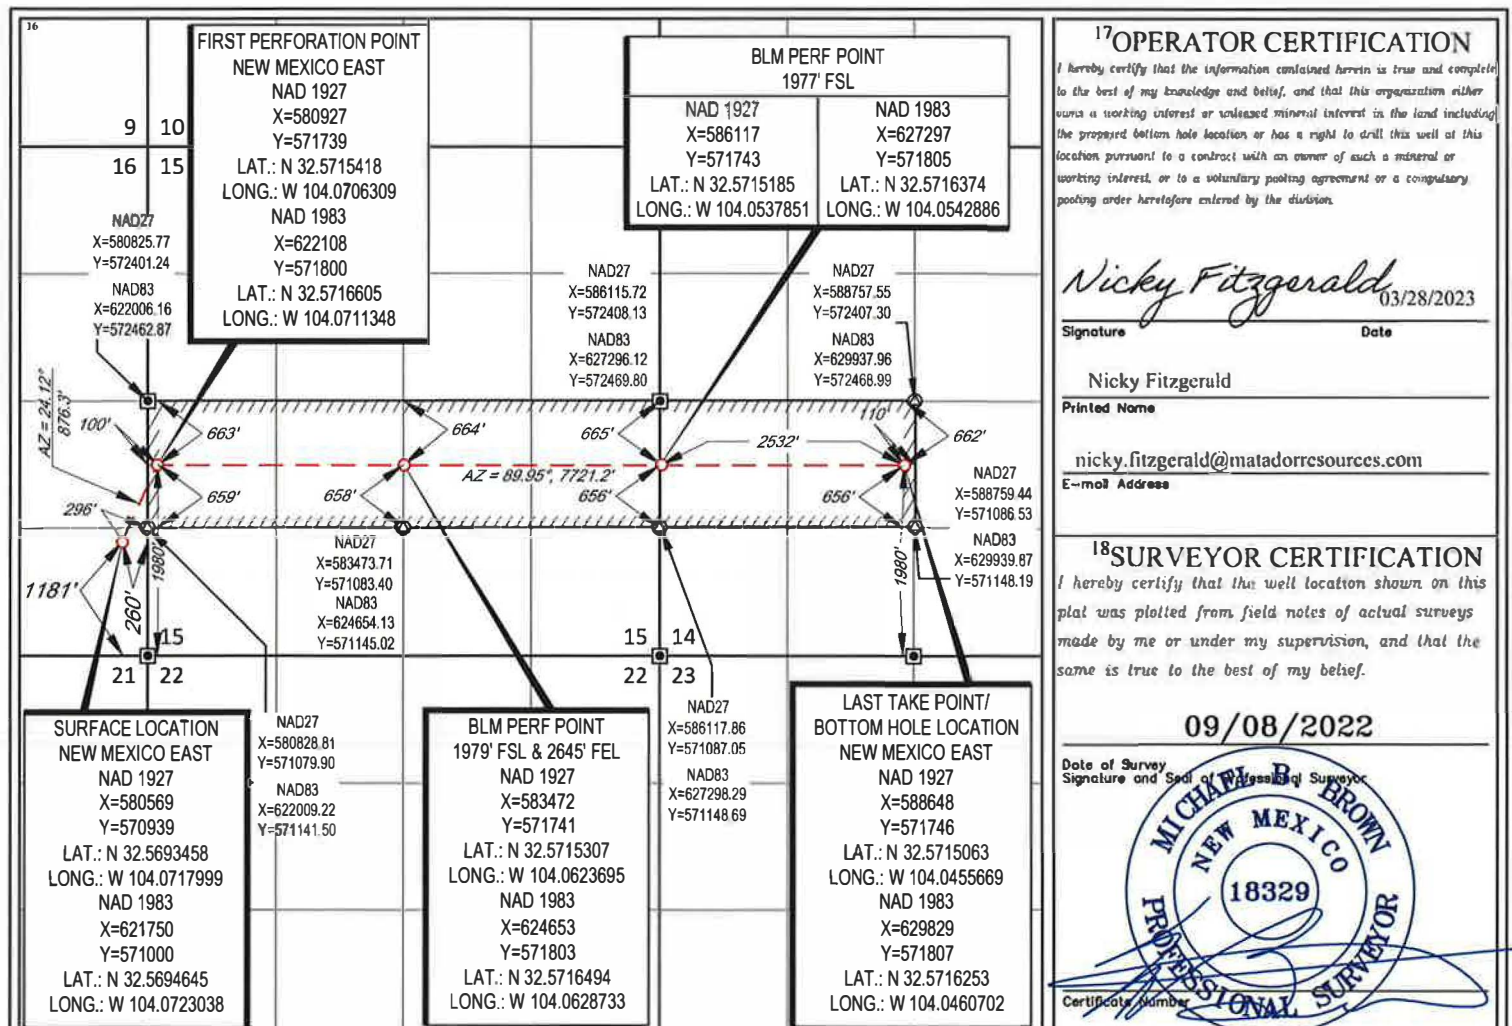 16
FIRST PERFORATION POINT
NEW MEXICO EAST
NAD 1927
X=580927
Y=571739
LAT.: N 32.5715418
LONG.: W 104.0706309
NAD 1983
X=622108
Y=571800
LAT.: N 32.5716605
LONG.: W 104.0711348
BLM PERF POINT
1977' FSL
NAD 1927
X=586117
Y=571743
LAT.: N 32.5715185
LONG.: W 104.0537851
NAD 1983
X=627297
Y=571805
LAT.: N 32.5716374
LONG.: W 104.0542886
9 10
16 15
NAD27
X=580825.77
Y=572401.24
NAD83
X=622006.16
Y=572462.87
NAD27
X=586115.72
Y=572408.13
NAD83
X=627296.12
Y=572469.80
NAD27
X=588757.55
Y=572407.30
NAD83
X=629937.96
Y=572468.99
AZ = 24.12°
876.3'
100'
663'
664'
665'
2532'
110'
662'
AZ = 89.95°, 7721.2'
296'
659'
658'
656'
656'
NAD27
X=588759.44
Y=571086.53
NAD83
X=629939.87
Y=571148.19
1181'
260'
1980'
1980'
NAD27
X=583473.71
Y=571083.40
NAD83
X=624654.13
Y=571145.02
15
21 22
15 14
22 23
NAD27
X=580828.81
Y=571079.90
NAD83
X=622009.22
Y=571141.50
NAD27
X=586117.86
Y=571087.05
NAD83
X=627298.29
Y=571148.69
SURFACE LOCATION
NEW MEXICO EAST
NAD 1927
X=580569
Y=570939
LAT.: N 32.5693458
LONG.: W 104.0717999
NAD 1983
X=621750
Y=571000
LAT.: N 32.5694645
LONG.: W 104.0723038
BLM PERF POINT
1979' FSL & 2645' FEL
NAD 1927
X=583472
Y=571741
LAT.: N 32.5715307
LONG.: W 104.0623695
NAD 1983
X=624653
Y=571803
LAT.: N 32.5716494
LONG.: W 104.0628733
LAST TAKE POINT/
BOTTOM HOLE LOCATION
NEW MEXICO EAST
NAD 1927
X=588648
Y=571746
LAT.: N 32.5715063
LONG.: W 104.0455669
NAD 1983
X=629829
Y=571807
LAT.: N 32.5716253
LONG.: W 104.0460702
17OPERATOR CERTIFICATION
I hereby certify that the information contained herein is true and complete
to the best of my knowledge and belief, and that this organization either
owns a working interest or unleased mineral interest in the land including
the proposed bottom hole location or has a right to drill this well at this
location pursuant to a contract with an owner of such a mineral or
working interest, or to a voluntary pooling agreement or a compulsory
pooling order heretofore entered by the division.
Nicky Fitzgerald 03/28/2023
Signature Date
Nicky Fitzgerald
Printed Name
nicky.fitzgerald@matadorresources.com
E-mail Address
18SURVEYOR CERTIFICATION
I hereby certify that the well location shown on this
plat was plotted from field notes of actual surveys
made by me or under my supervision, and that the
same is true to the best of my belief.
09/08/2022
Date of Survey
Signature and Seal of Professional Surveyor
MICHAEL B. BROWN
NEW MEXICO
18329
PROFESSIONAL SURVEYOR
Certificate Number